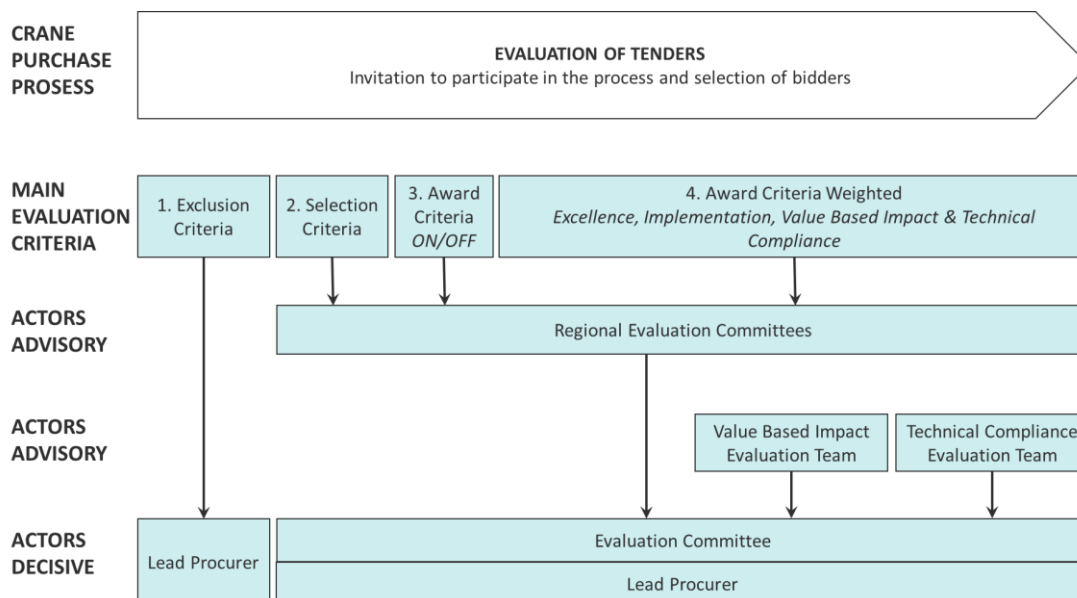 CRANE
PURCHASE
PROSESS
EVALUATION OF TENDERS
Invitation to participate in the process and selection of bidders
MAIN
EVALUATION
CRITERIA
1. Exclusion
Criteria
2. Selection
Criteria
3. Award
Criteria
ON/OFF
4. Award Criteria Weighted
Excellence, Implementation, Value Based Impact & Technical
Compliance
ACTORS
ADVISORY
Regional Evaluation Committees
ACTORS
ADVISORY
Value Based Impact
Evaluation Team
Technical Compliance
Evaluation Team
ACTORS
DECISIVE
Lead Procurer
Evaluation Committee
Lead Procurer